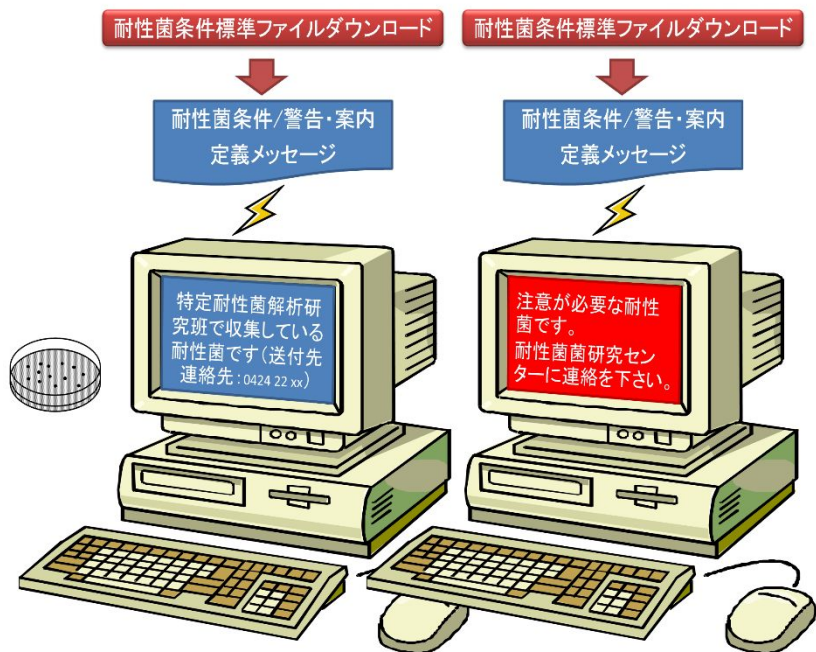 耐性菌条件標準ファイルダウンロード
耐性菌条件標準ファイルダウンロード
耐性菌条件/警告・案内
定義メッセージ
耐性菌条件/警告・案内
定義メッセージ
特定耐性菌解析研
究班で収集している
耐性菌です(送付先
連絡先:0424 22 xx)
注意が必要な耐性
菌です。
耐性菌菌研究セン
ターに連絡を下さい。